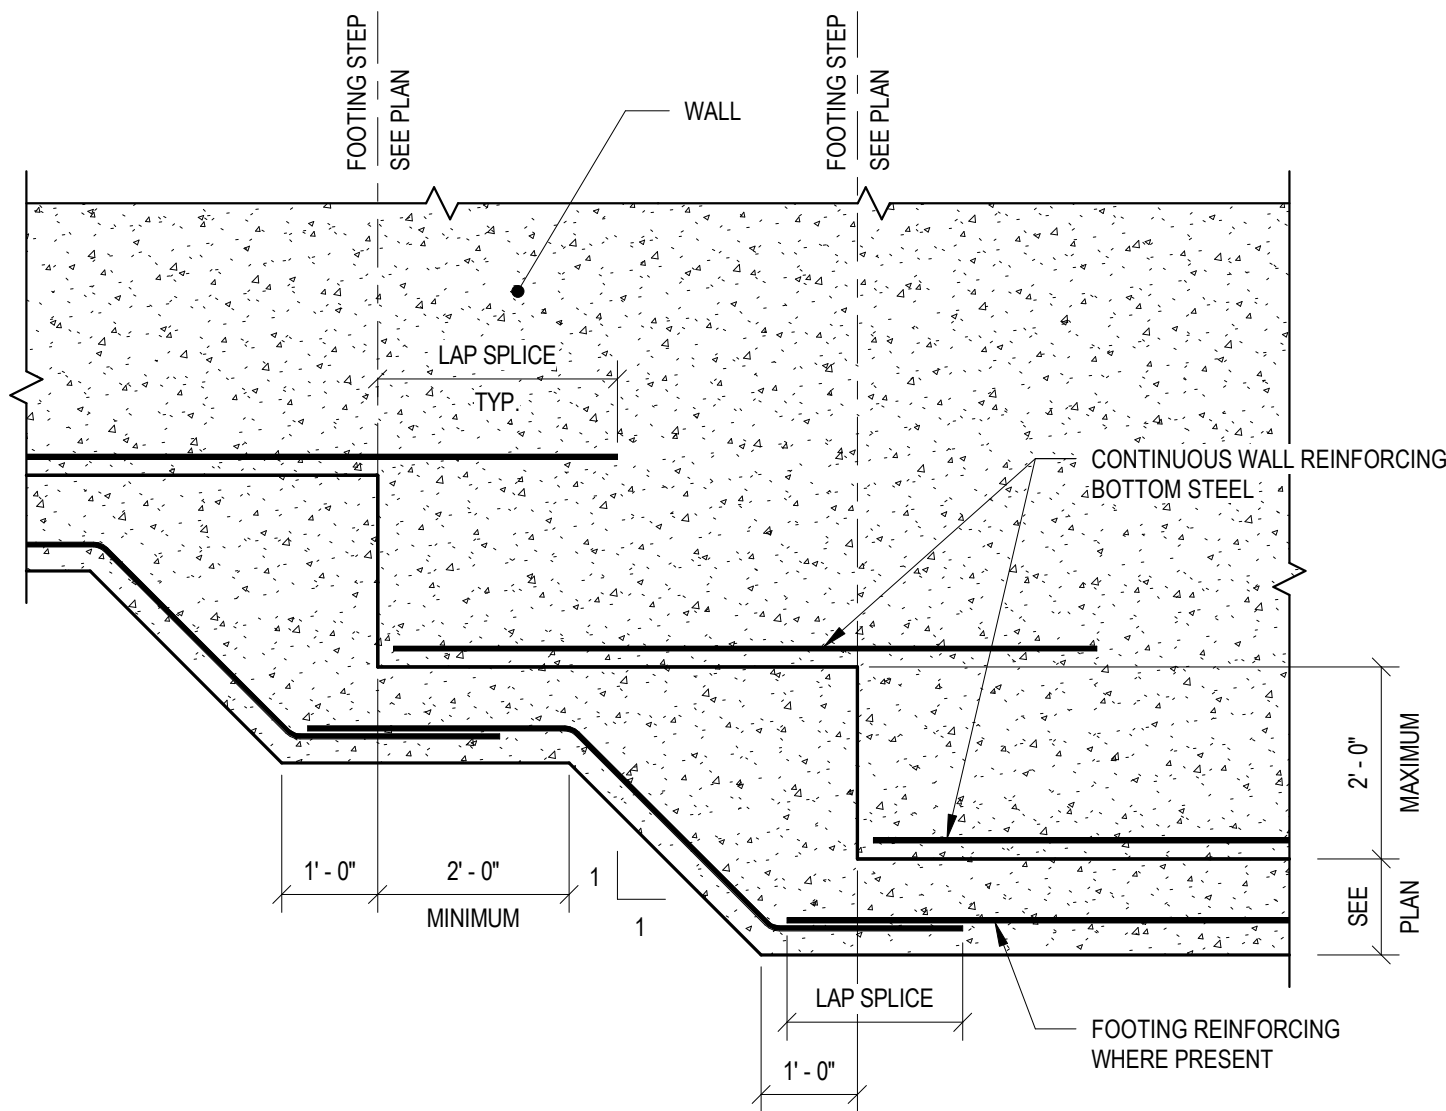 FOOTING STEP
SEE PLAN
FOOTING STEP
SEE PLAN
WALL
LAP SPLICE
TYP.
CONTINUOUS WALL REINFORCING
BOTTOM STEEL
2' - 0"
MAXIMUM
1' - 0"
2' - 0"
MINIMUM
1
1
SEE
PLAN
LAP SPLICE
1' - 0"
FOOTING REINFORCING
WHERE PRESENT